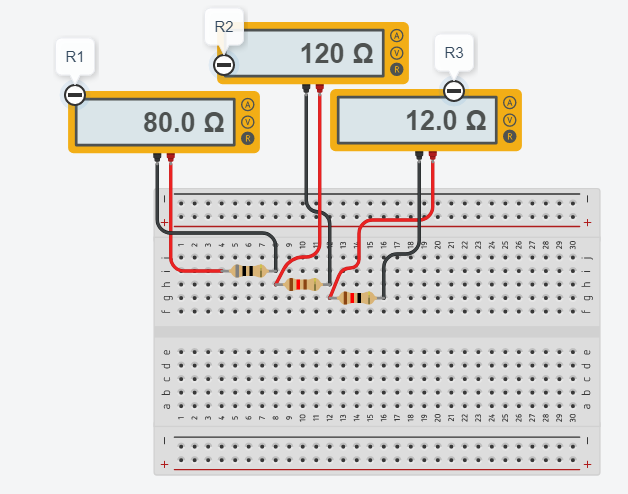 R2
120 Ω
A
V
R
R3
R1
80.0 Ω
A
V
R
12.0 Ω
A
V
R
− −
+ +
1 2 3 4 5 6 7 8 9 10 11 12 13 14 15 16 17 18 19 20 21 22 23 24 25 26 27 28 29 30
j j
i i
h h
g g
f f
e e
d d
c c
b b
a a
1 2 3 4 5 6 7 8 9 10 11 12 13 14 15 16 17 18 19 20 21 22 23 24 25 26 27 28 29 30
− −
+ +